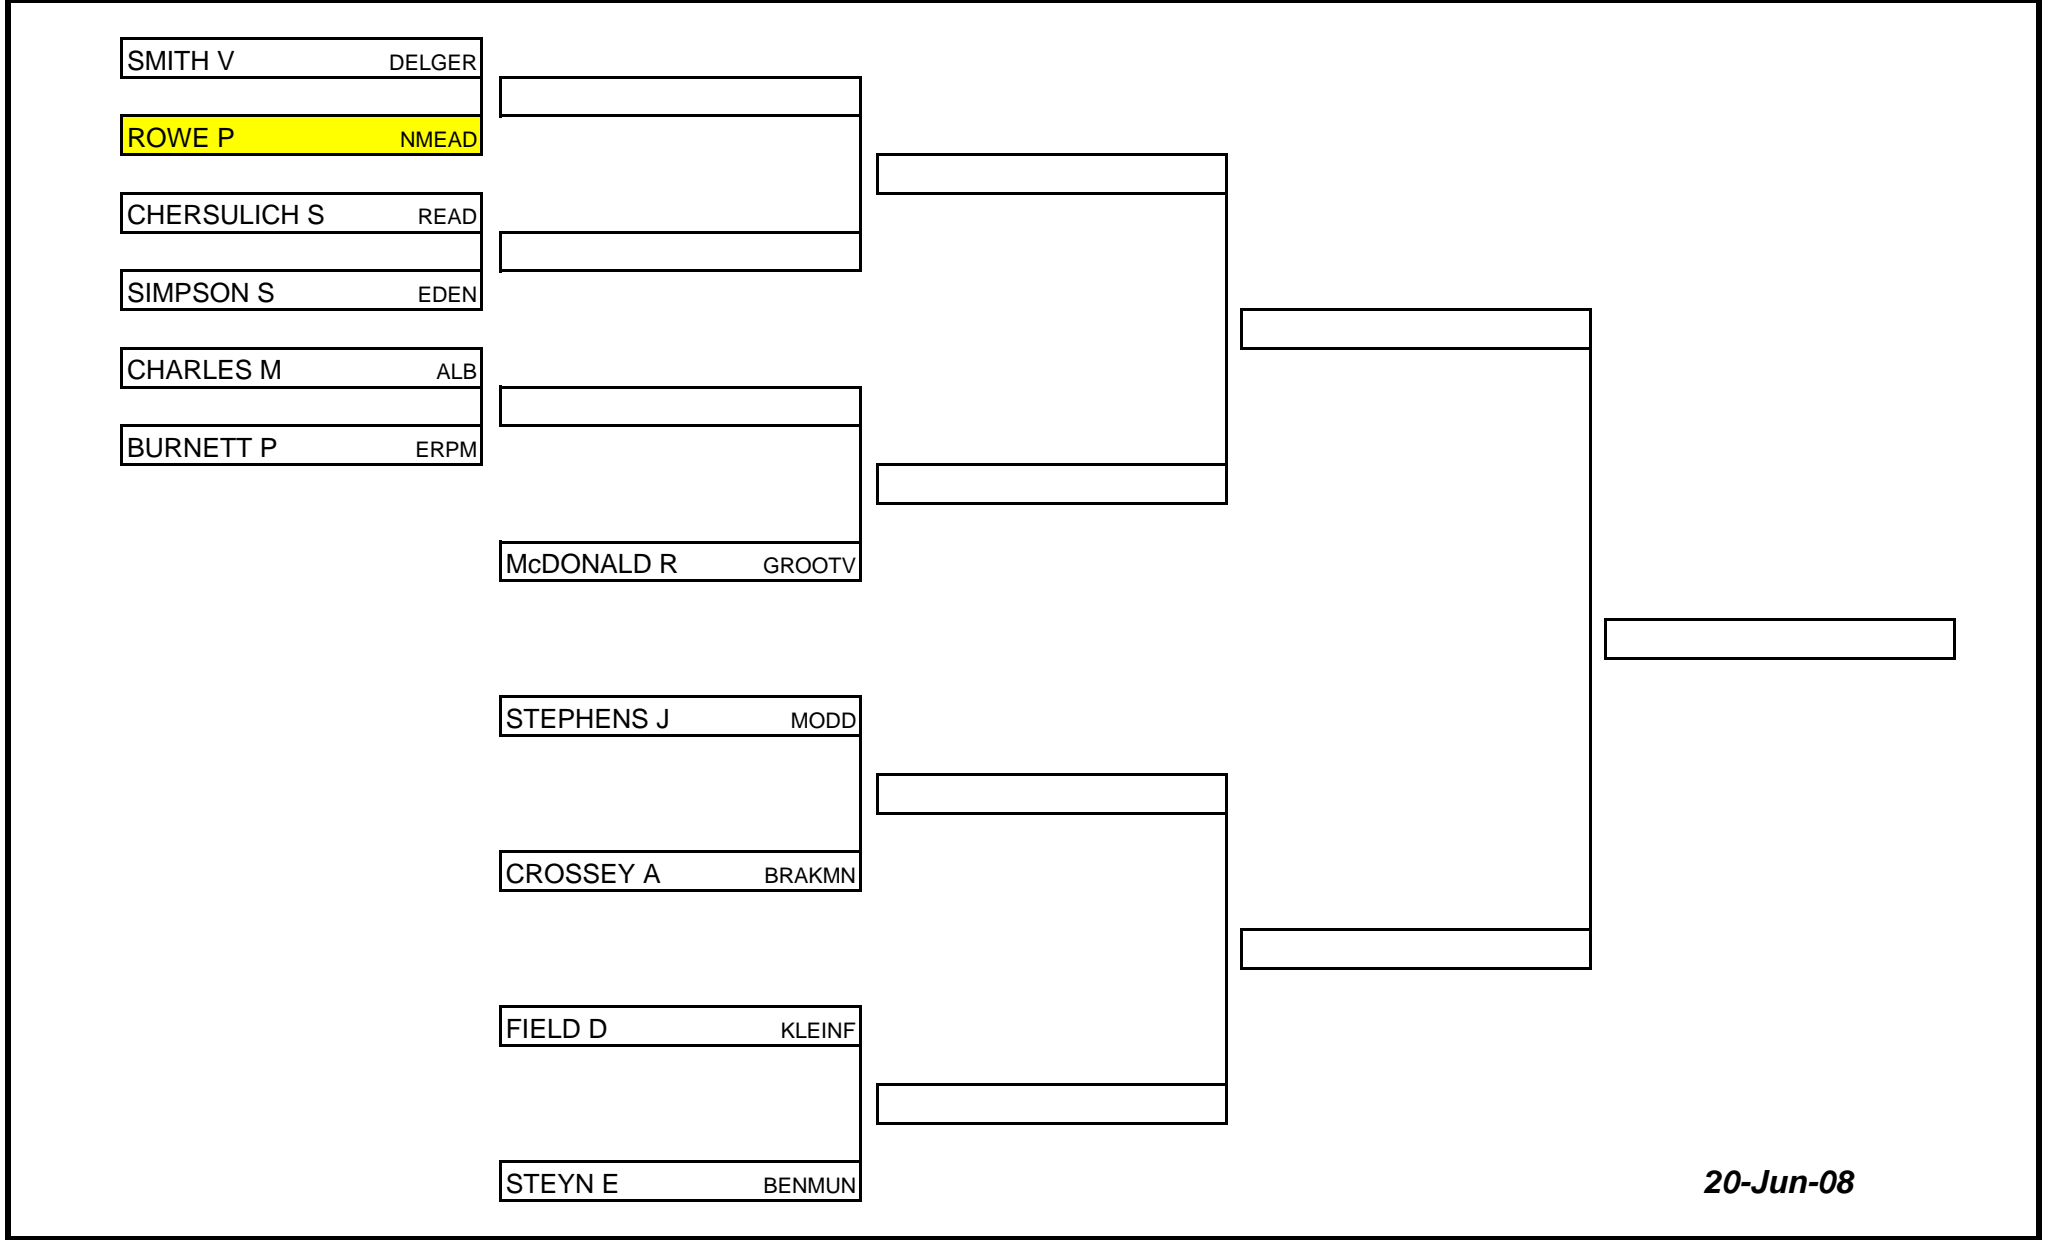 SMITH V DELGER
ROWE P NMEAD
CHERSULICH S READ
SIMPSON S EDEN
CHARLES M ALB
BURNETT P ERPM
McDONALD R GROOTV
STEPHENS J MODD
CROSSEY A BRAKMN
FIELD D KLEINF
STEYN E BENMUN
20-Jun-08